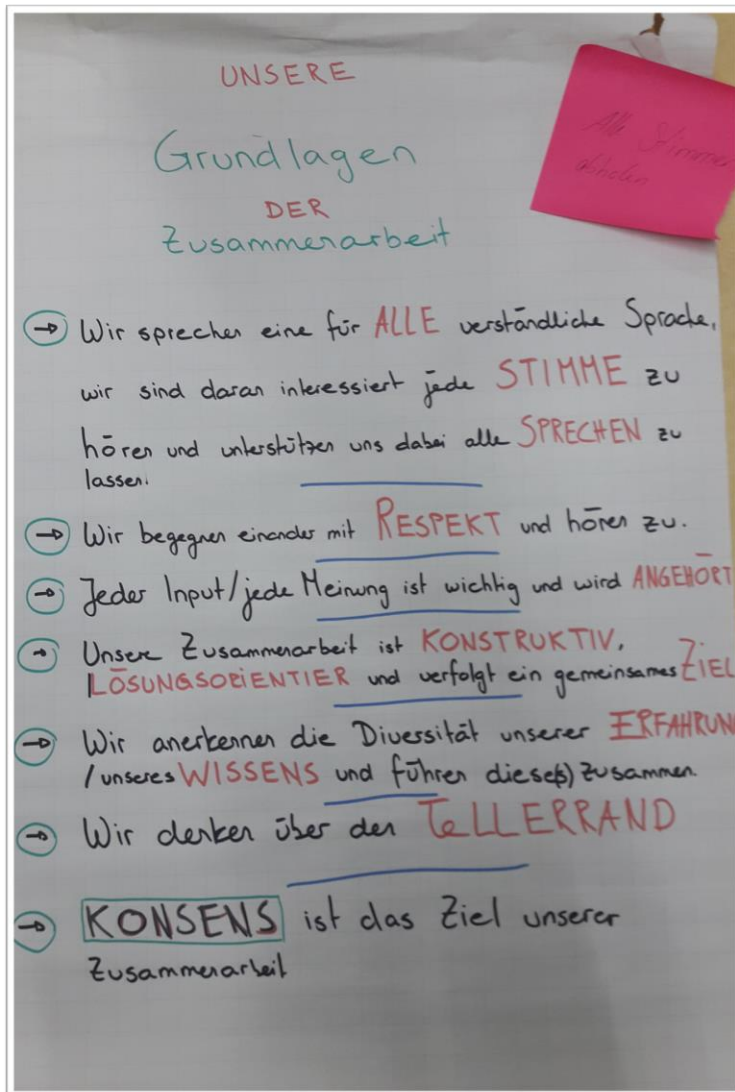 UNSERE
Grundlagen
DER
Zusammenarbeit
Alle Stimmen
abholen
→ Wir sprechen eine für ALLE verständliche Sprache,
wir sind daran interessiert jede STIMME zu
hören und unterstützen uns dabei alle SPRECHEN zu
lassen.
→ Wir begegnen einander mit RESPEKT und hören zu.
→ Jeder Input/jede Meinung ist wichtig und wird ANGEHÖRT
→ Unsere Zusammenarbeit ist KONSTRUKTIV,
LÖSUNGSORIENTIER und verfolgt ein gemeinsames ZIEL
→ Wir anerkennen die Diversität unserer ERFAHRUN
/unseres WISSENS und führen diese(s) zusammen.
→ Wir denken über den TELLERRAND
→ KONSENS ist das Ziel unserer
Zusammenarbeit